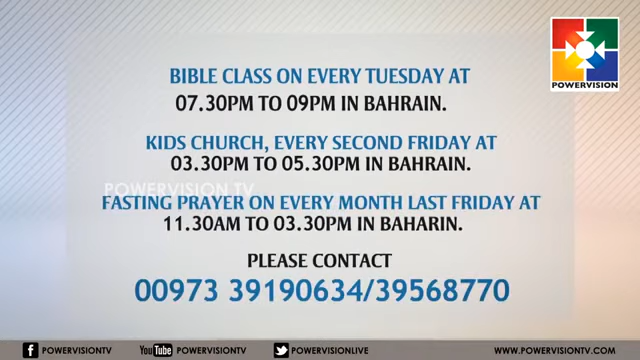 POWERVISION
BIBLE CLASS ON EVERY TUESDAY AT
07.30PM TO 09PM IN BAHRAIN.
KIDS CHURCH, EVERY SECOND FRIDAY AT
03.30PM TO 05.30PM IN BAHRAIN.
POWERVISION TV
FASTING PRAYER ON EVERY MONTH LAST FRIDAY AT
11.30AM TO 03.30PM IN BAHARIN.
PLEASE CONTACT
00973 39190634/39568770
f POWERVISIONTV YouTube POWERVISIONTV POWERVISIONLIVE WWW.POWERVISIONTV.COM